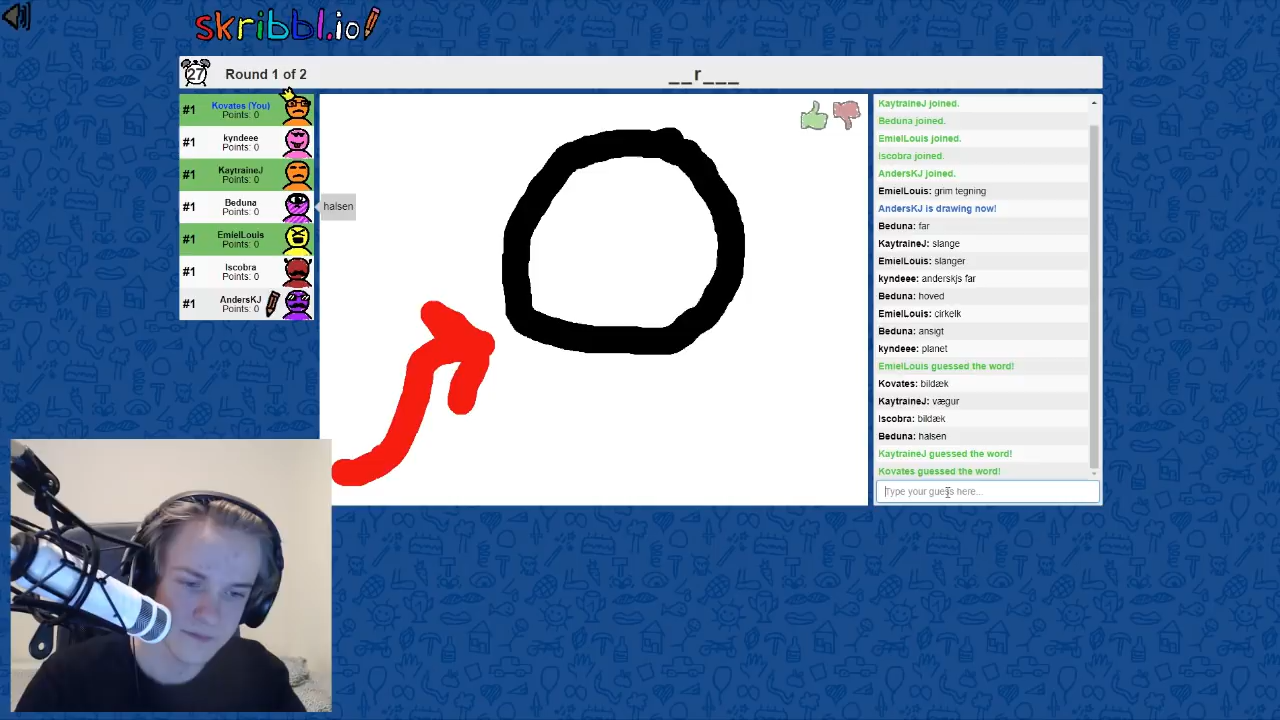 skribbl.io
27
Round 1 of 2
__r___
#1 Kovates (You)
Points: 0
#1 kyndeee
Points: 0
#1 KaytraineJ
Points: 0
#1 Beduna
Points: 0
halsen
#1 EmielLouis
Points: 0
#1 Iscobra
Points: 0
#1 AndersKJ
Points: 0
KaytraineJ joined.
Beduna joined.
EmielLouis joined.
Iscobra joined.
AndersKJ joined.
EmielLouis: grim tegning
AndersKJ is drawing now!
Beduna: far
KaytraineJ: slange
EmielLouis: slanger
kyndeee: anderskjs far
Beduna: hoved
EmielLouis: cirkelk
Beduna: ansigt
kyndeee: planet
EmielLouis guessed the word!
Kovates: bildæk
KaytraineJ: vægur
Iscobra: bildæk
Beduna: halsen
KaytraineJ guessed the word!
Kovates guessed the word!
Type your guess here...